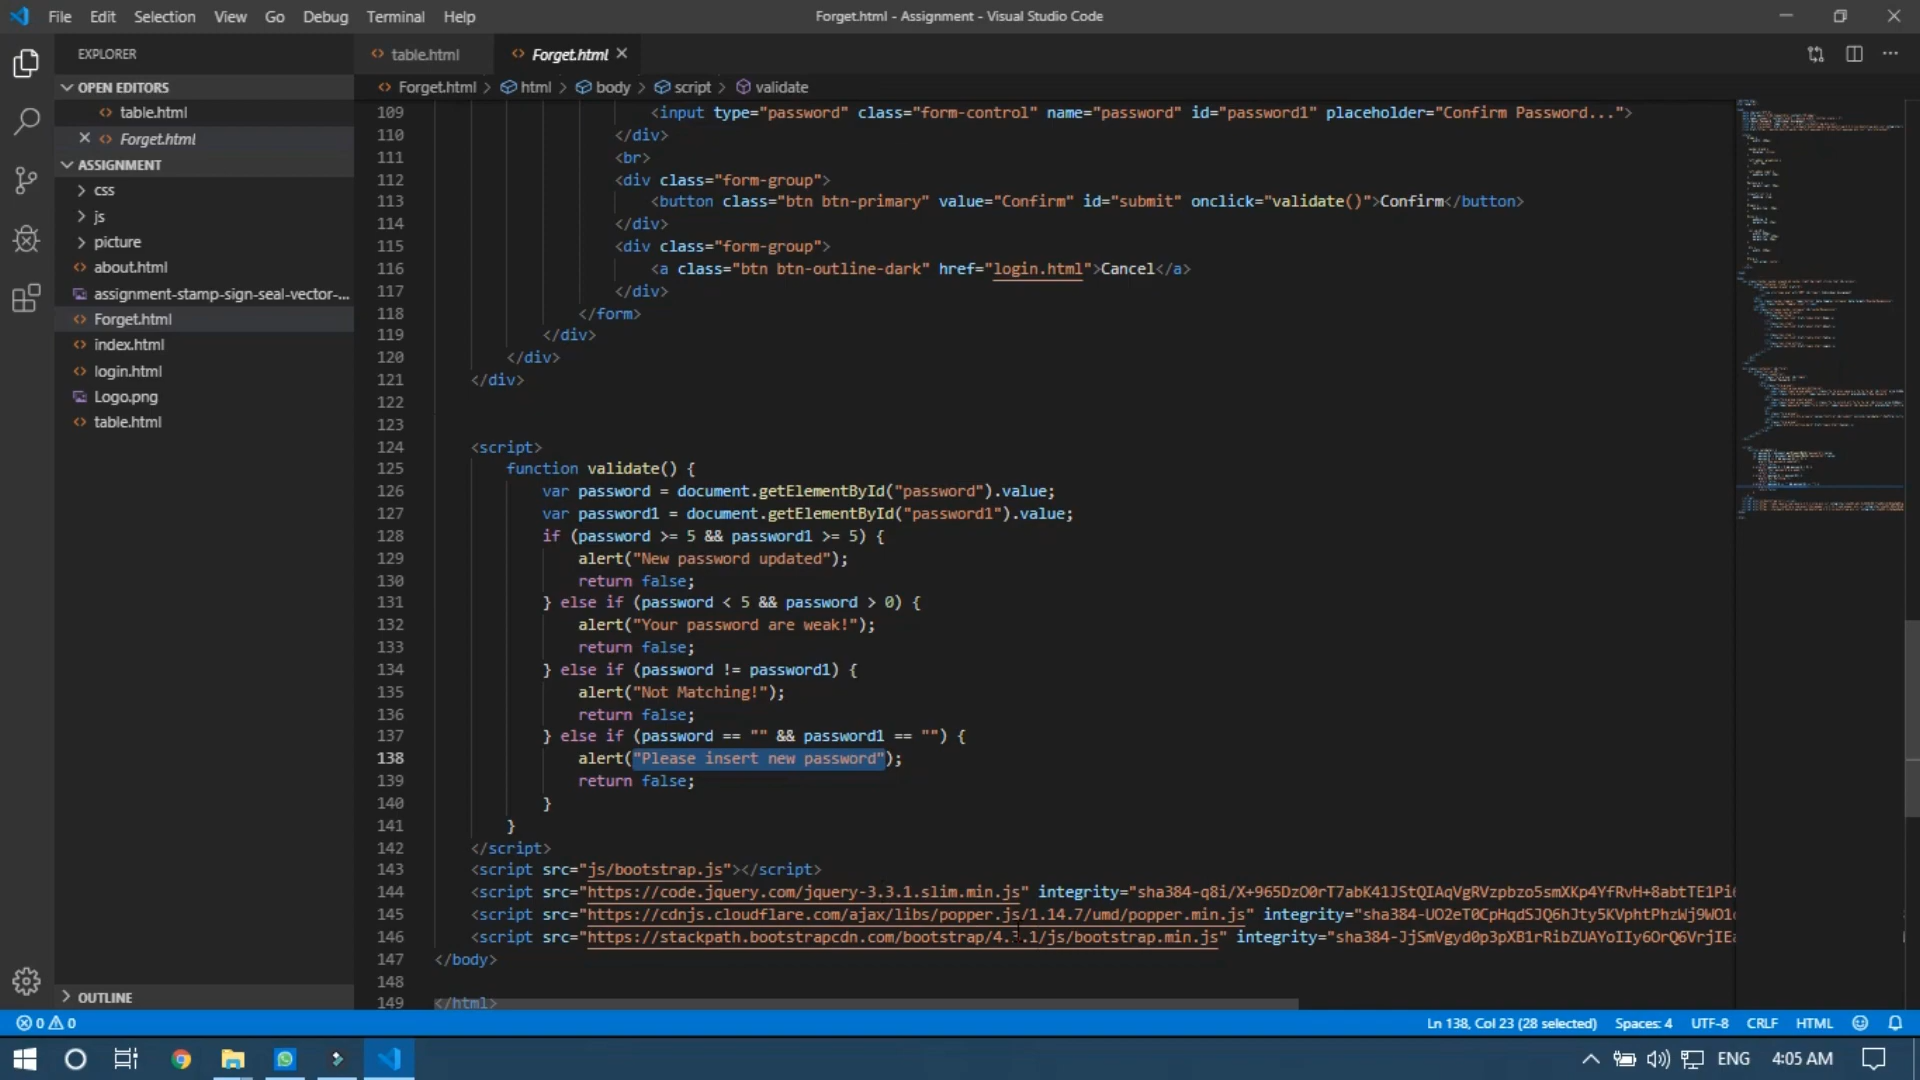 File Edit Selection View Go Debug Terminal Help
Forget.html - Assignment - Visual Studio Code
EXPLORER
OPEN EDITORS
table.html
Forget.html
ASSIGNMENT
css
js
picture
about.html
assignment-stamp-sign-seal-vector-...
Forget.html
index.html
login.html
Logo.png
table.html
OUTLINE
table.html
Forget.html
Forget.html > html > body > script > validate
109 <input type="password" class="form-control" name="password" id="password1" placeholder="Confirm Password...">
110 </div>
111 <br>
112 <div class="form-group">
113 <button class="btn btn-primary" value="Confirm" id="submit" onclick="validate()">Confirm</button>
114 </div>
115 <div class="form-group">
116 <a class="btn btn-outline-dark" href="login.html">Cancel</a>
117 </div>
118 </form>
119 </div>
120 </div>
121 </div>
122
123
124 <script>
125 function validate() {
126 var password = document.getElementById("password").value;
127 var password1 = document.getElementById("password1").value;
128 if (password >= 5 && password1 >= 5) {
129 alert("New password updated");
130 return false;
131 } else if (password < 5 && password > 0) {
132 alert("Your password are weak!");
133 return false;
134 } else if (password != password1) {
135 alert("Not Matching!");
136 return false;
137 } else if (password == "" && password1 == "") {
138 alert("Please insert new password");
139 return false;
140 }
141 }
142 </script>
143 <script src="js/bootstrap.js"></script>
144 <script src="https://code.jquery.com/jquery-3.3.1.slim.min.js" integrity="sha384-q8i/X+965DzO0rT7abK41JStQIAqVgRVzpbzo5smXKp4YfRvH+8abtTE1Pi6
145 <script src="https://cdnjs.cloudflare.com/ajax/libs/popper.js/1.14.7/umd/popper.min.js" integrity="sha384-UO2eT0CpHqdSJQ6hJty5KVphtPhzWj9WO1c
146 <script src="https://stackpath.bootstrapcdn.com/bootstrap/4.3.1/js/bootstrap.min.js" integrity="sha384-JjSmVgyd0p3pXB1rRibZUAYoIIy6OrQ6VrjIEa
147 </body>
148
149 </html>
0 0
Ln 138, Col 23 (28 selected) Spaces: 4 UTF-8 CRLF HTML
ENG 4:05 AM